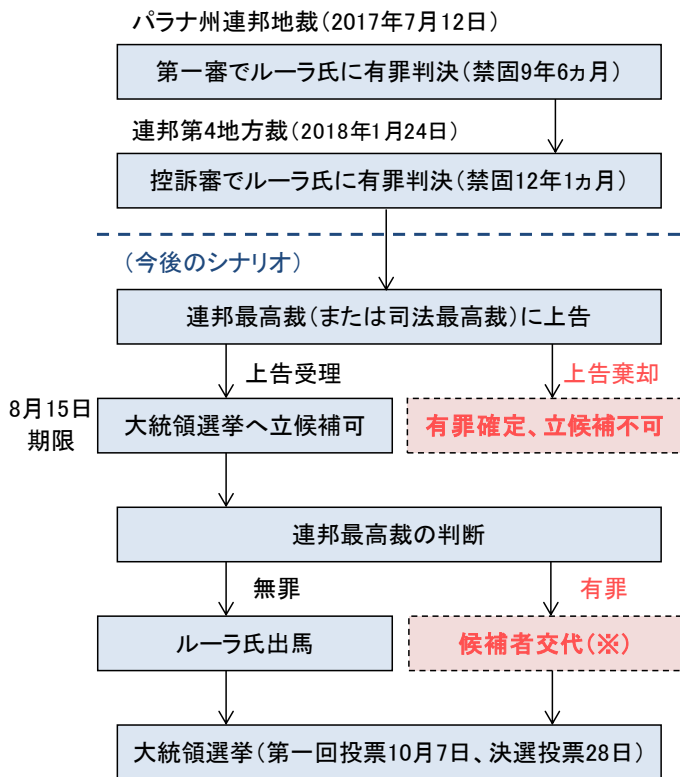 パラナ州連邦地裁（2017年7月12日）
第一審でルーラ氏に有罪判決（禁固9年6ヵ月）
連邦第4地方裁（2018年1月24日）
控訴審でルーラ氏に有罪判決（禁固12年1ヵ月）
（今後のシナリオ）
連邦最高裁（または司法最高裁）に上告
上告受理
上告棄却
8月15日
期限
大統領選挙へ立候補可
有罪確定、立候補不可
連邦最高裁の判断
無罪
有罪
ルーラ氏出馬
候補者交代（※）
大統領選挙（第一回投票10月7日、決選投票28日）